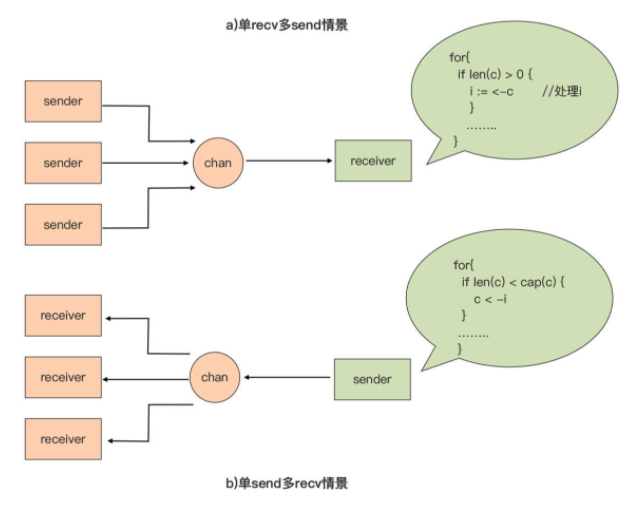 a)单recv多send情景
for{
if len(c) > 0 {
i := <-c //处理i
}
........
}
sender
sender
sender
chan
receiver
for{
if len(c) < cap(c) {
c < -i
}
........
}
receiver
receiver
receiver
chan
sender
b)单send多recv情景